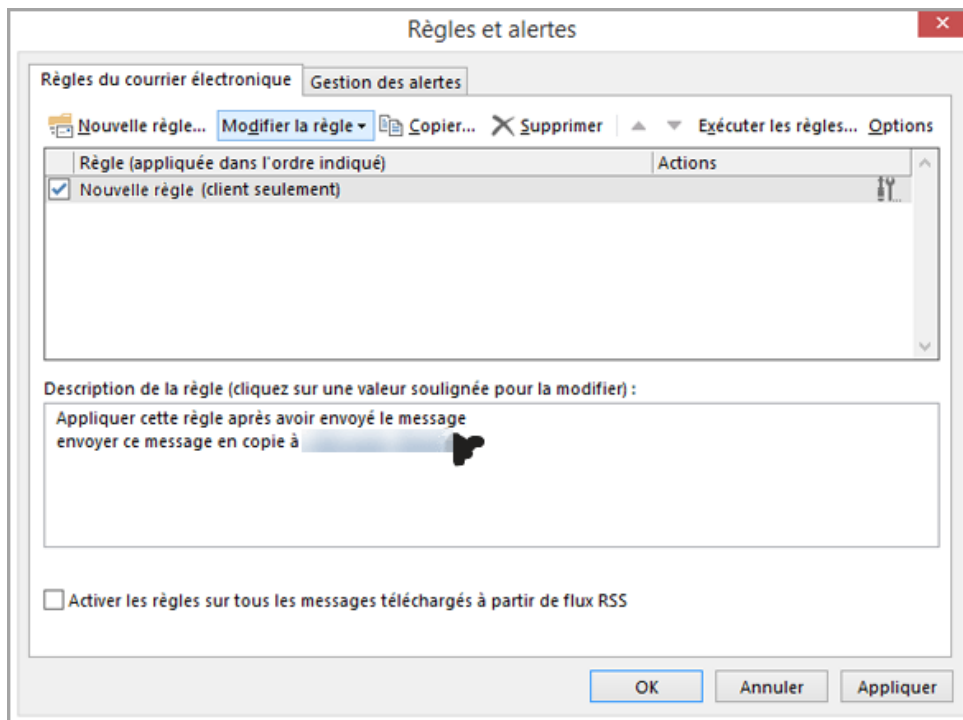 Règles et alertes
Règles du courrier électronique Gestion des alertes
Nouvelle règle... Modifier la règle Copier... Supprimer Exécuter les règles... Options
Règle (appliquée dans l'ordre indiqué) Actions
Nouvelle règle (client seulement)
Description de la règle (cliquez sur une valeur soulignée pour la modifier) :
Appliquer cette règle après avoir envoyé le message
envoyer ce message en copie à
Activer les règles sur tous les messages téléchargés à partir de flux RSS
OK Annuler Appliquer